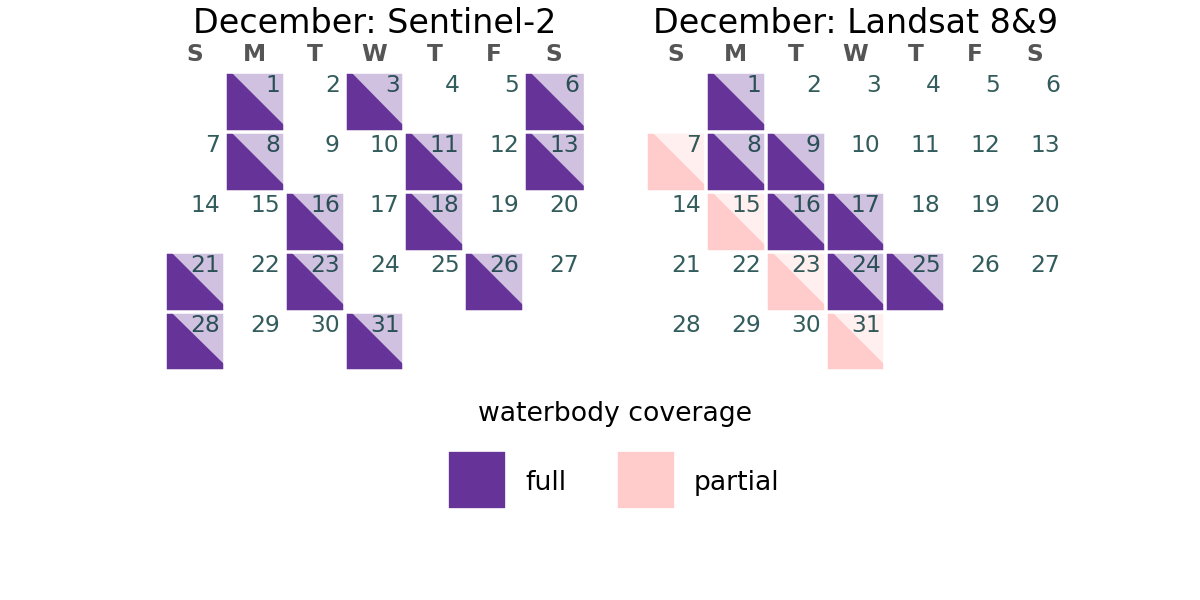 December: Sentinel-2
S M T W T F S
1 2 3 4 5 6
7 8 9 10 11 12 13
14 15 16 17 18 19 20
21 22 23 24 25 26 27
28 29 30 31
December: Landsat 8&9
S M T W T F S
1 2 3 4 5 6
7 8 9 10 11 12 13
14 15 16 17 18 19 20
21 22 23 24 25 26 27
28 29 30 31
waterbody coverage
full partial